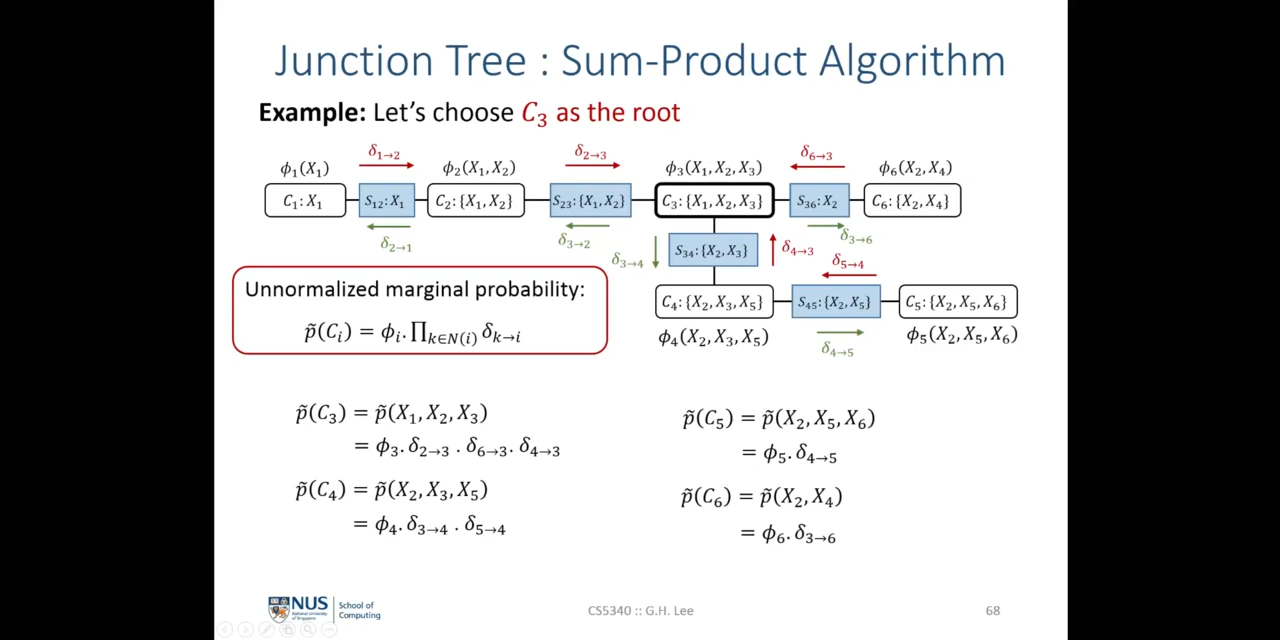 Junction Tree : Sum-Product Algorithm
Example: Let's choose C₃ as the root
δ₁→₂ δ₂→₃ δ₆→₃
ϕ₁(X₁) ϕ₂(X₁, X₂) ϕ₃(X₁, X₂, X₃) ϕ₆(X₂, X₄)
C₁: X₁ S₁₂: X₁ C₂: {X₁, X₂} S₂₃: {X₁, X₂} C₃: {X₁, X₂, X₃} S₃₆: X₂ C₆: {X₂, X₄}
δ₂→₁ δ₃→₂ δ₃→₆
δ₃→₄ S₃₄: {X₂, X₃} δ₄→₃
δ₅→₄
C₄: {X₂, X₃, X₅} S₄₅: {X₂, X₅} C₅: {X₂, X₅, X₆}
ϕ₄(X₂, X₃, X₅) δ₄→₅ ϕ₅(X₂, X₅, X₆)
Unnormalized marginal probability:
p̃(Cᵢ) = ϕᵢ. ∏_{k∈N(i)} δ_{k→i}
p̃(C₃) = p̃(X₁, X₂, X₃)
= ϕ₃. δ₂→₃ . δ₆→₃. δ₄→₃
p̃(C₄) = p̃(X₂, X₃, X₅)
= ϕ₄. δ₃→₄ . δ₅→₄
p̃(C₅) = p̃(X₂, X₅, X₆)
= ϕ₅. δ₄→₅
p̃(C₆) = p̃(X₂, X₄)
= ϕ₆. δ₃→₆
NUS
National University
of Singapore
School of
Computing
CS5340 :: G.H. Lee
68